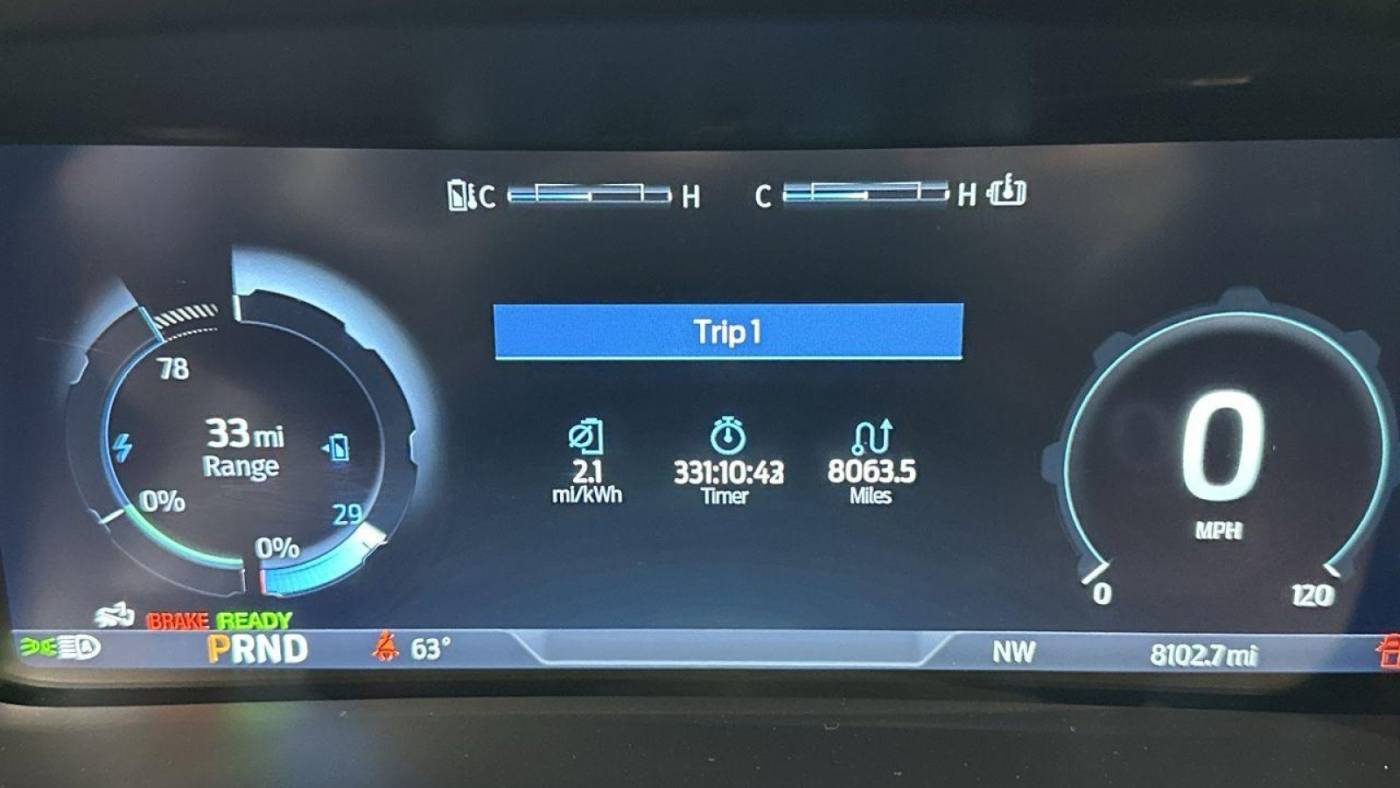 C H C H
Trip 1
78
33 mi
Range
2.1 331:10:43 8063.5
mi/kWh Timer Miles
0
MPH
0%
29
0%
0 120
BRAKE READY
A PRND 63° NW 8102.7 mi